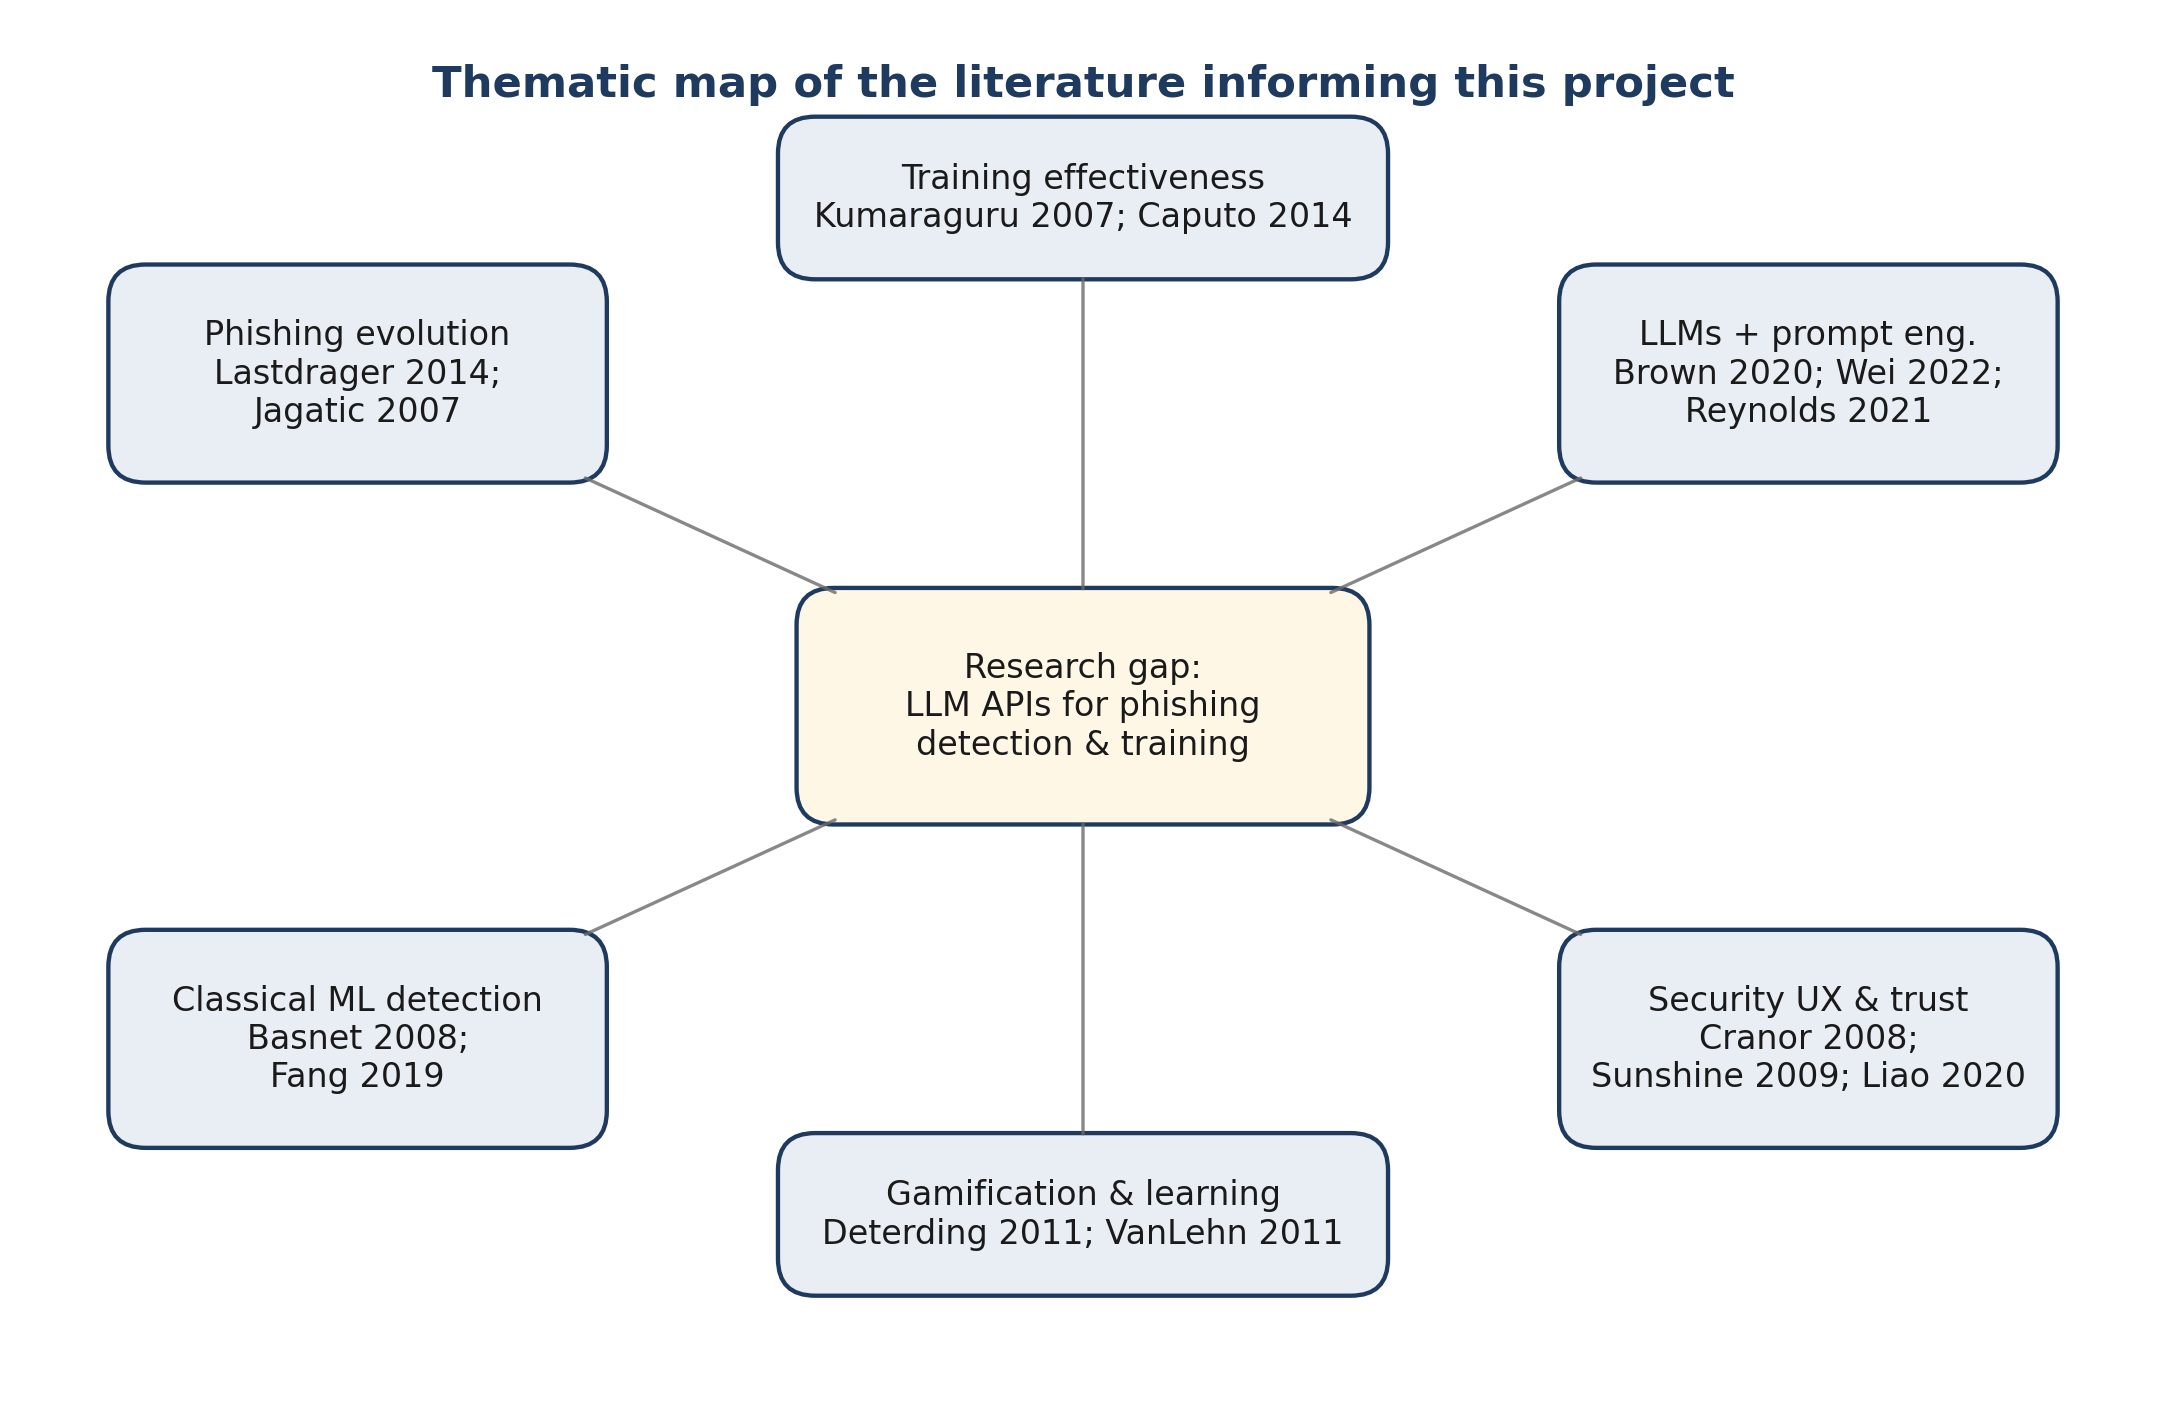 Thematic map of the literature informing this project
Training effectiveness
Kumaraguru 2007; Caputo 2014
Phishing evolution
Lastdrager 2014;
Jagatic 2007
LLMs + prompt eng.
Brown 2020; Wei 2022;
Reynolds 2021
Research gap:
LLM APIs for phishing
detection & training
Classical ML detection
Basnet 2008;
Fang 2019
Security UX & trust
Cranor 2008;
Sunshine 2009; Liao 2020
Gamification & learning
Deterding 2011; VanLehn 2011